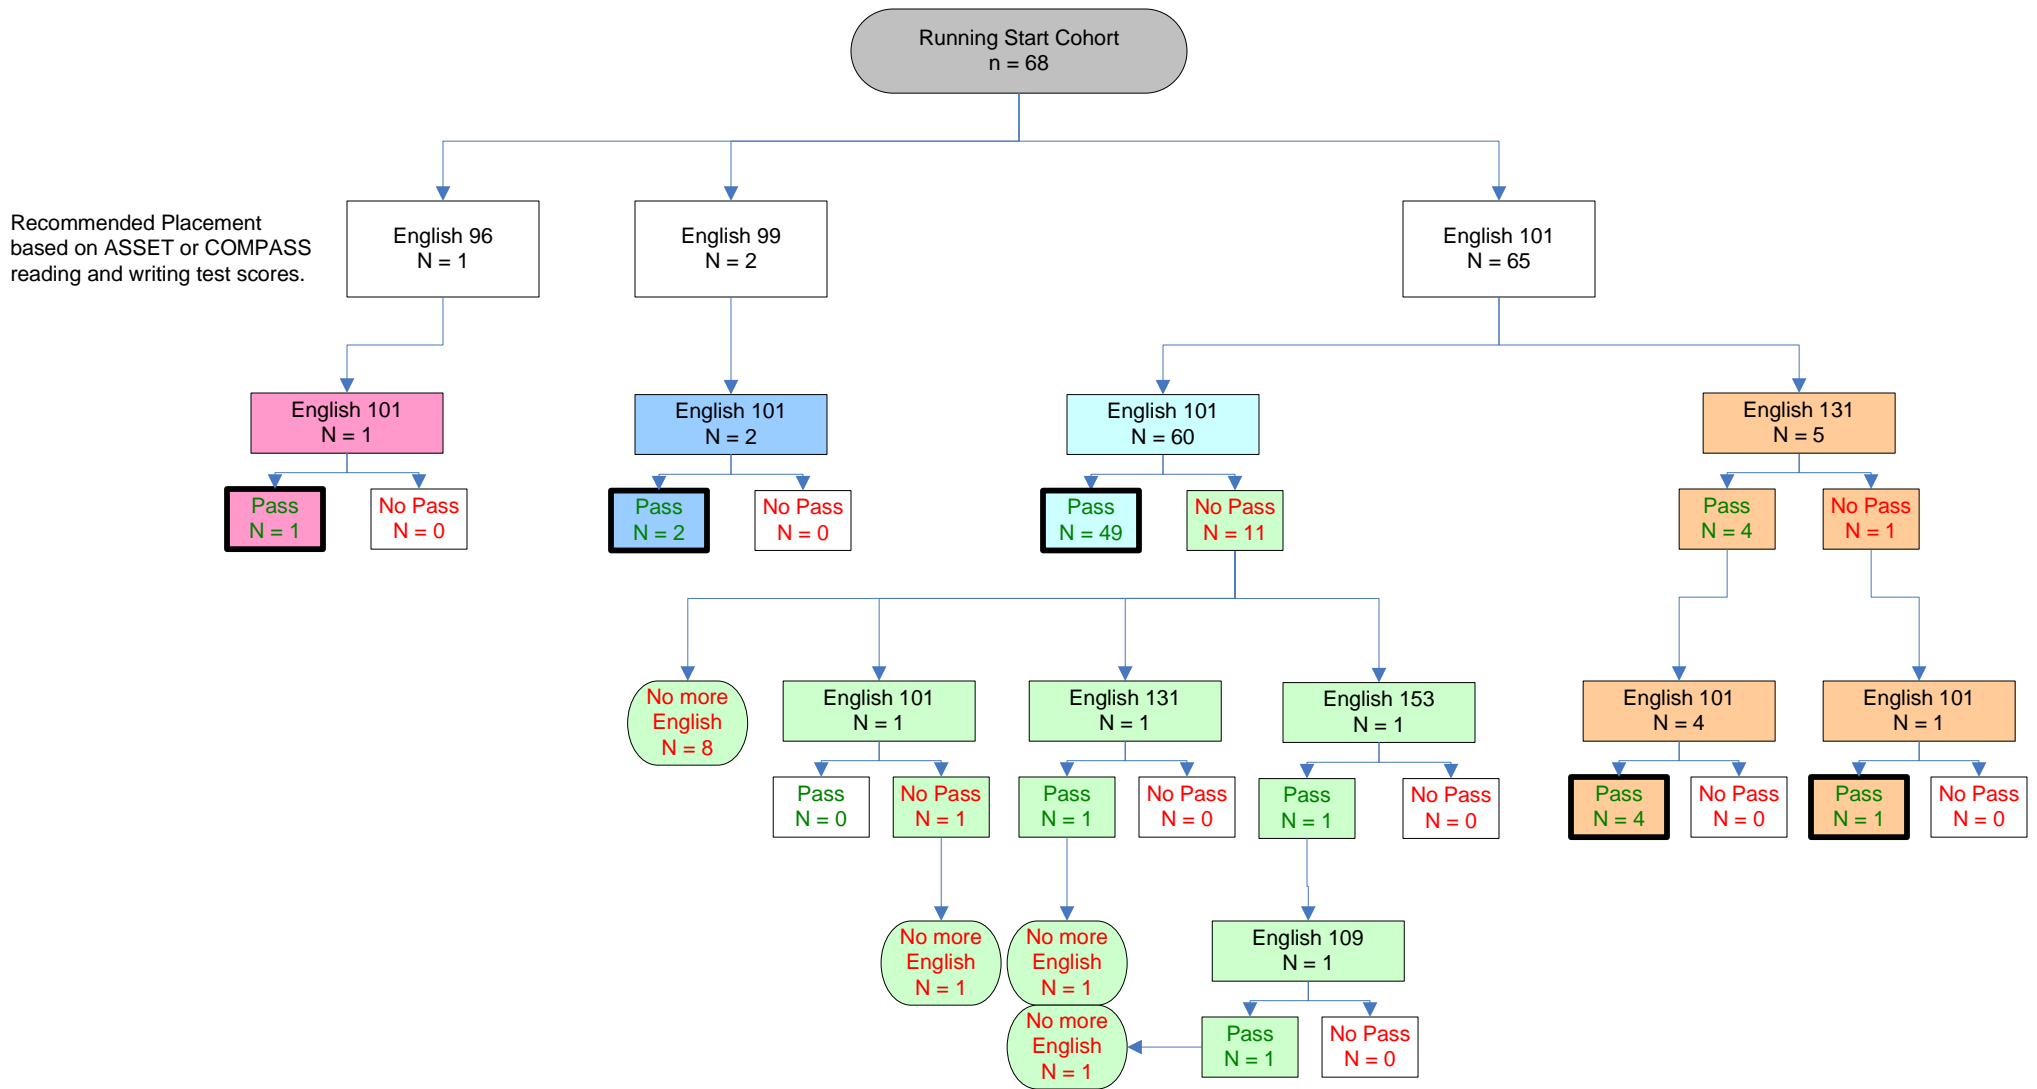 Running Start Cohort
n = 68
Recommended Placement
based on ASSET or COMPASS
reading and writing test scores.
English 96
N = 1
English 99
N = 2
English 101
N = 65
English 101
N = 1
English 101
N = 2
English 101
N = 60
English 131
N = 5
Pass
N = 1
No Pass
N = 0
Pass
N = 2
No Pass
N = 0
Pass
N = 49
No Pass
N = 11
Pass
N = 4
No Pass
N = 1
No more
English
N = 8
English 101
N = 1
English 131
N = 1
English 153
N = 1
English 101
N = 4
English 101
N = 1
Pass
N = 0
No Pass
N = 1
Pass
N = 1
No Pass
N = 0
Pass
N = 1
No Pass
N = 0
Pass
N = 4
No Pass
N = 0
Pass
N = 1
No Pass
N = 0
No more
English
N = 1
No more
English
N = 1
English 109
N = 1
No more
English
N = 1
Pass
N = 1
No Pass
N = 0